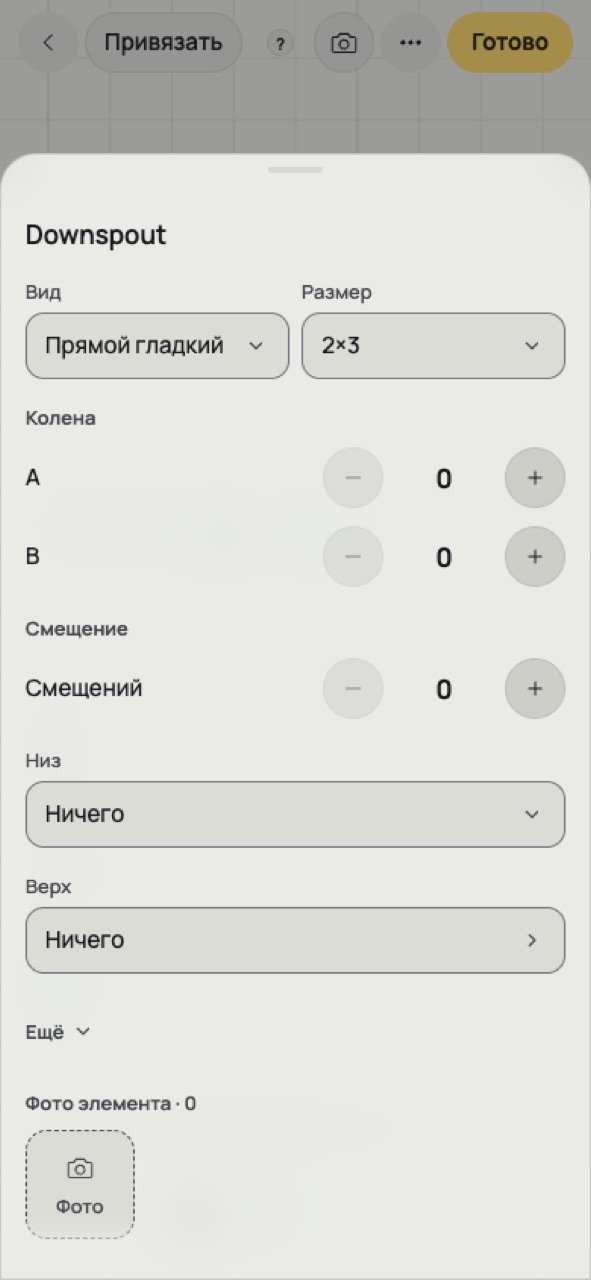 Привязать ? Готово
Downspout
Вид Размер
Прямой гладкий 2×3
Колена
A − 0 +
B − 0 +
Смещение
Смещений − 0 +
Низ
Ничего
Верх
Ничего
Ещё
Фото элемента · 0
Фото